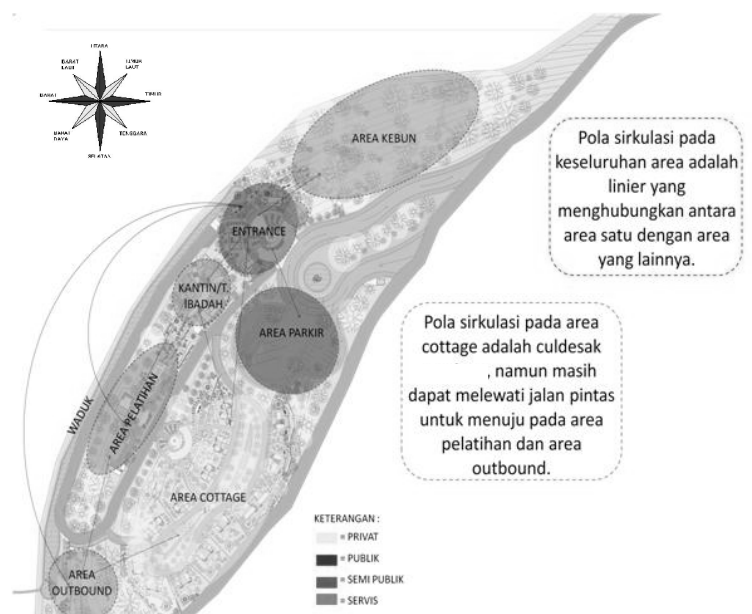 UTARA
BARAT
LAUT
TIMUR
LAUT
BARAT
TIMUR
BARAT
DAYA
TENGGARA
SELATAN
AREA KEBUN
ENTRANCE
KANTIN/T.
IBADAH
AREA PARKIR
AREA PELATIHAN
WADUK
AREA COTTAGE
AREA
OUTBOUND
Pola sirkulasi pada
keseluruhan area adalah
linier yang
menghubungkan antara
area satu dengan area
yang lainnya.
Pola sirkulasi pada area
cottage adalah culdesak
, namun masih
dapat melewati jalan pintas
untuk menuju pada area
pelatihan dan area
outbound.
KETERANGAN :
= PRIVAT
= PUBLIK
= SEMI PUBLIK
= SERVIS